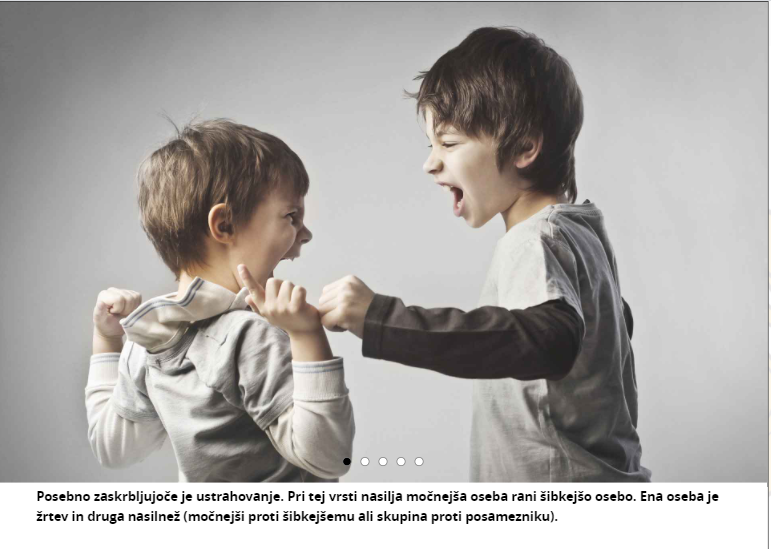 Posebno zaskrbljujoče je ustrahovanje. Pri tej vrsti nasilja močnejša oseba rani šibkejšo osebo. Ena oseba je
žrtev in druga nasilnež (močnejši proti šibkejšemu ali skupina proti posamezniku).